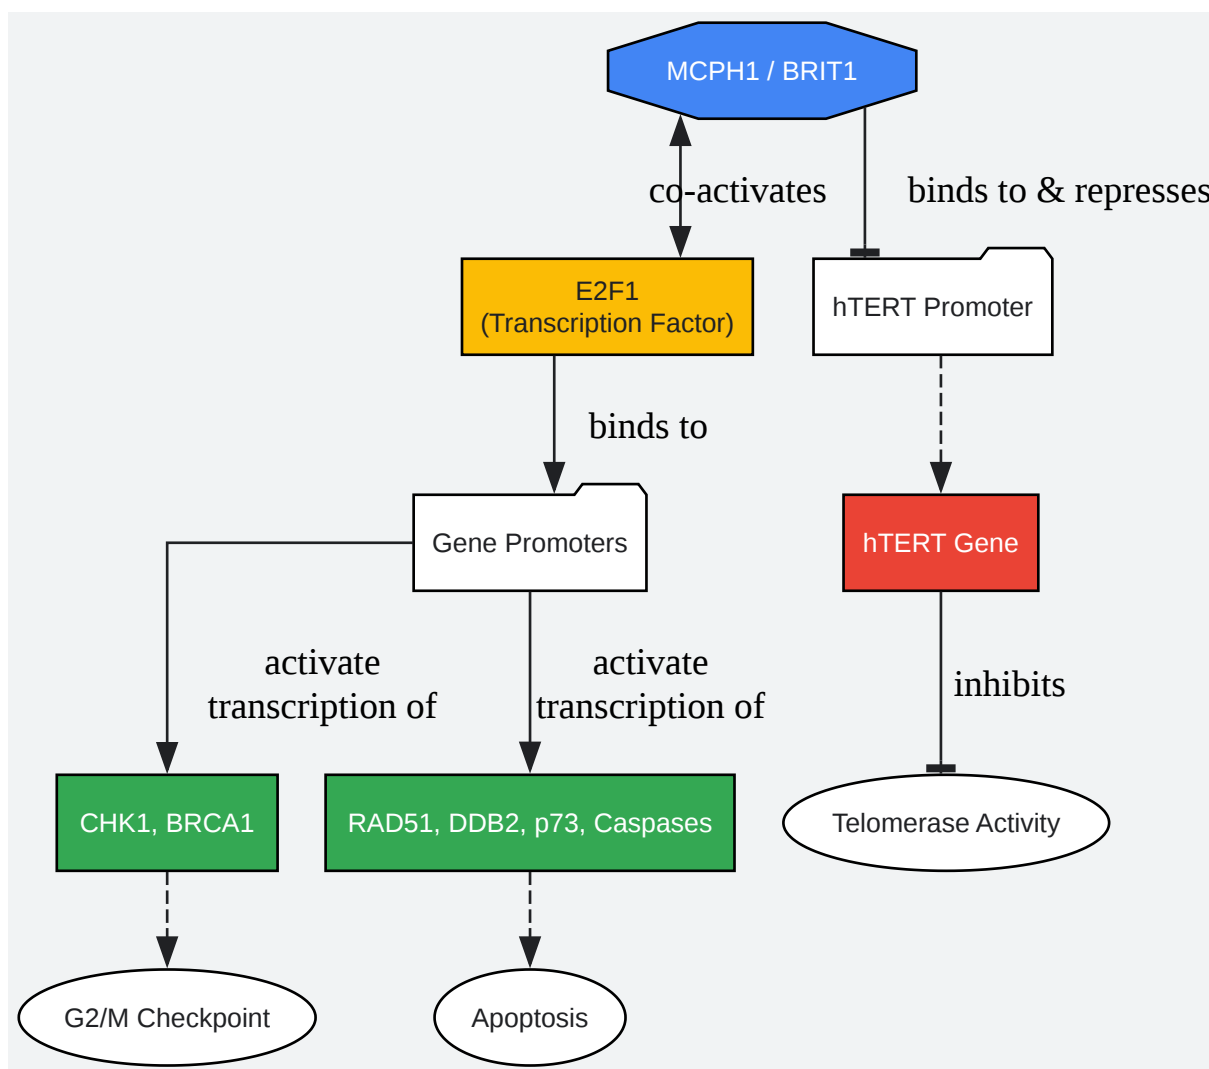 MCPH1 / BRIT1
co-activates
binds to & represses
E2F1
(Transcription Factor)
hTERT Promoter
binds to
Gene Promoters
hTERT Gene
activate
transcription of
activate
transcription of
inhibits
CHK1, BRCA1
RAD51, DDB2, p73, Caspases
Telomerase Activity
G2/M Checkpoint
Apoptosis